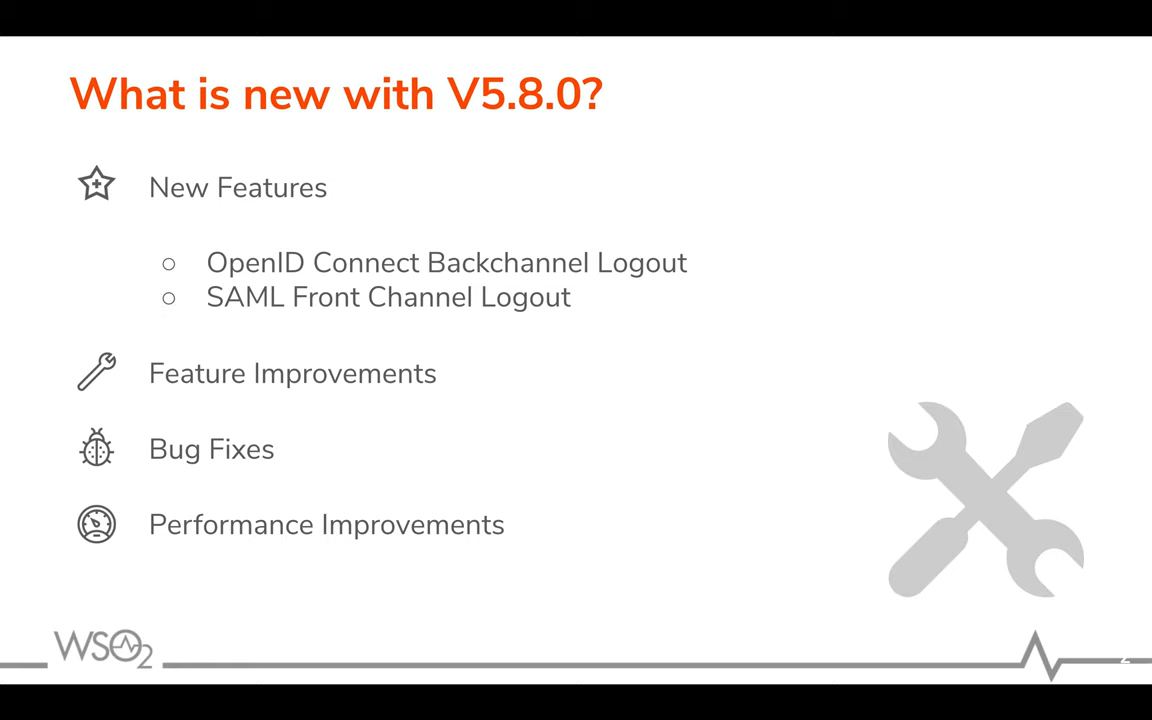 What is new with V5.8.0?
New Features
○ OpenID Connect Backchannel Logout
○ SAML Front Channel Logout
Feature Improvements
Bug Fixes
Performance Improvements
WSO2
2